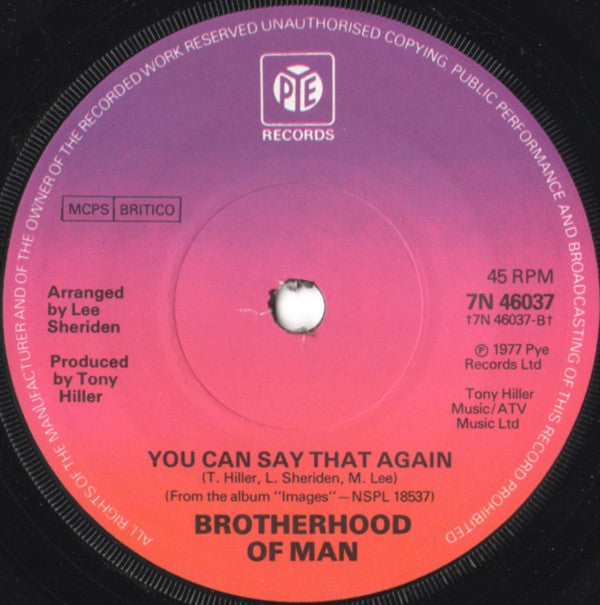 ALL RIGHTS OF THE MANUFACTURER AND OF THE OWNER OF THE RECORDED WORK RESERVED UNAUTHORISED COPYING, PUBLIC PERFORMANCE AND BROADCASTING OF THIS RECORD PROHIBITED
PYE
RECORDS
MCPS BRITICO
Arranged
by Lee
Sheriden
Produced
by Tony
Hiller
45 RPM
7N 46037
†7N 46037-B†
℗ 1977 Pye
Records Ltd
Tony Hiller
Music/ATV
Music Ltd
YOU CAN SAY THAT AGAIN
(T. Hiller, L. Sheriden, M. Lee)
(From the album "Images"—NSPL 18537)
BROTHERHOOD
OF MAN